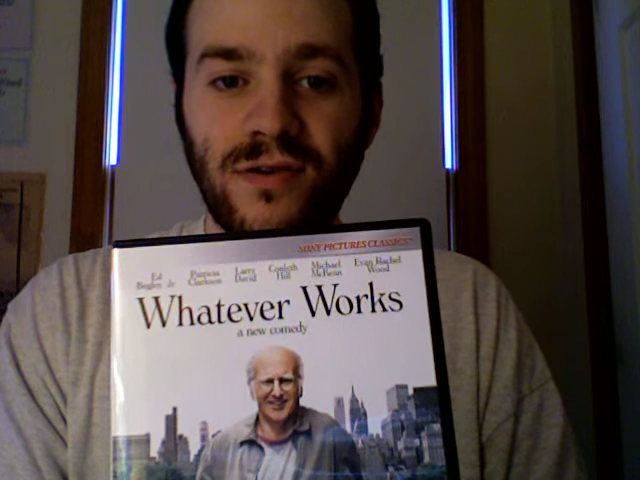 SONY PICTURES CLASSICS™
Ed Begley Jr Patricia Clarkson Larry David Conleth Hill Michael McKean Evan Rachel Wood
Whatever Works
a new comedy